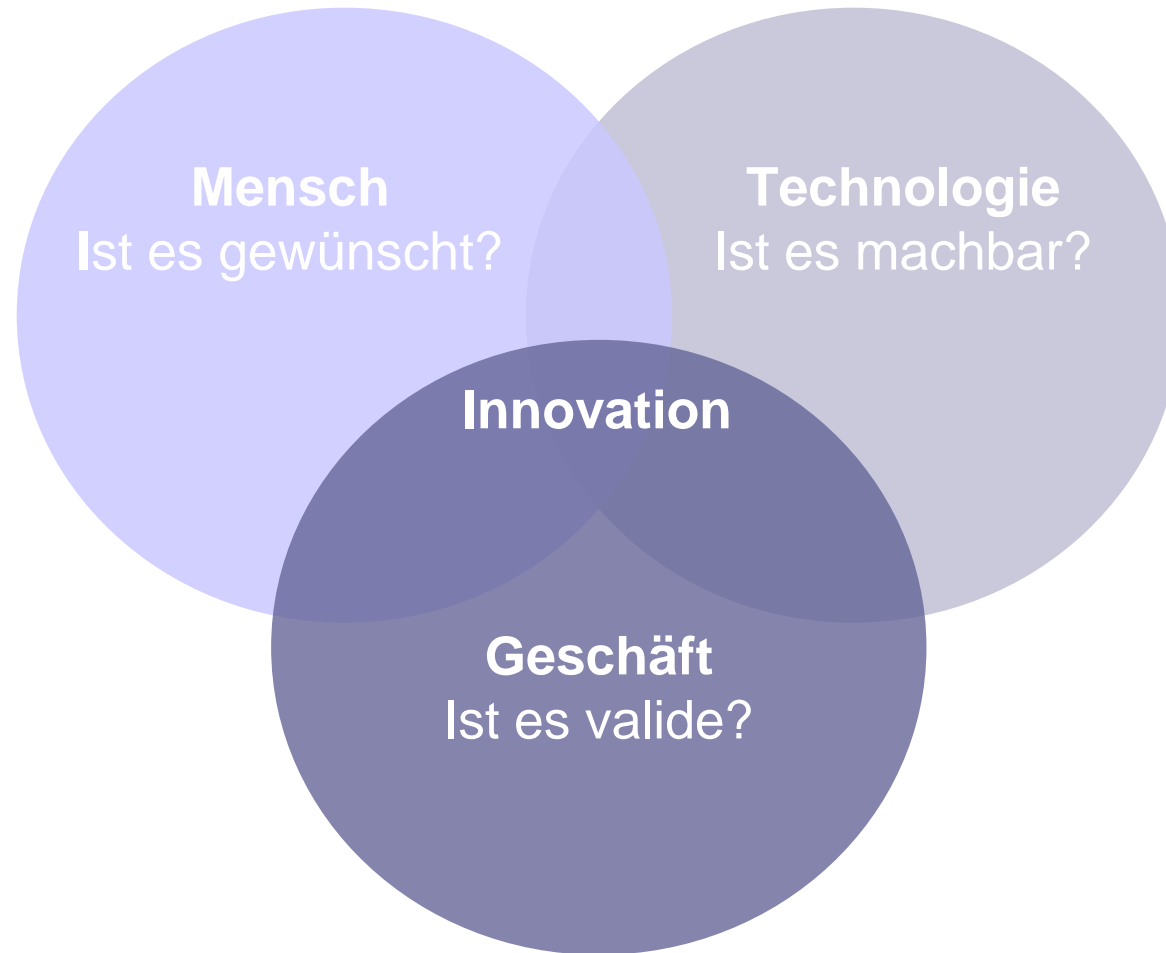 Mensch
Ist es gewünscht?
Technologie
Ist es machbar?
Innovation
Geschäft
Ist es valide?